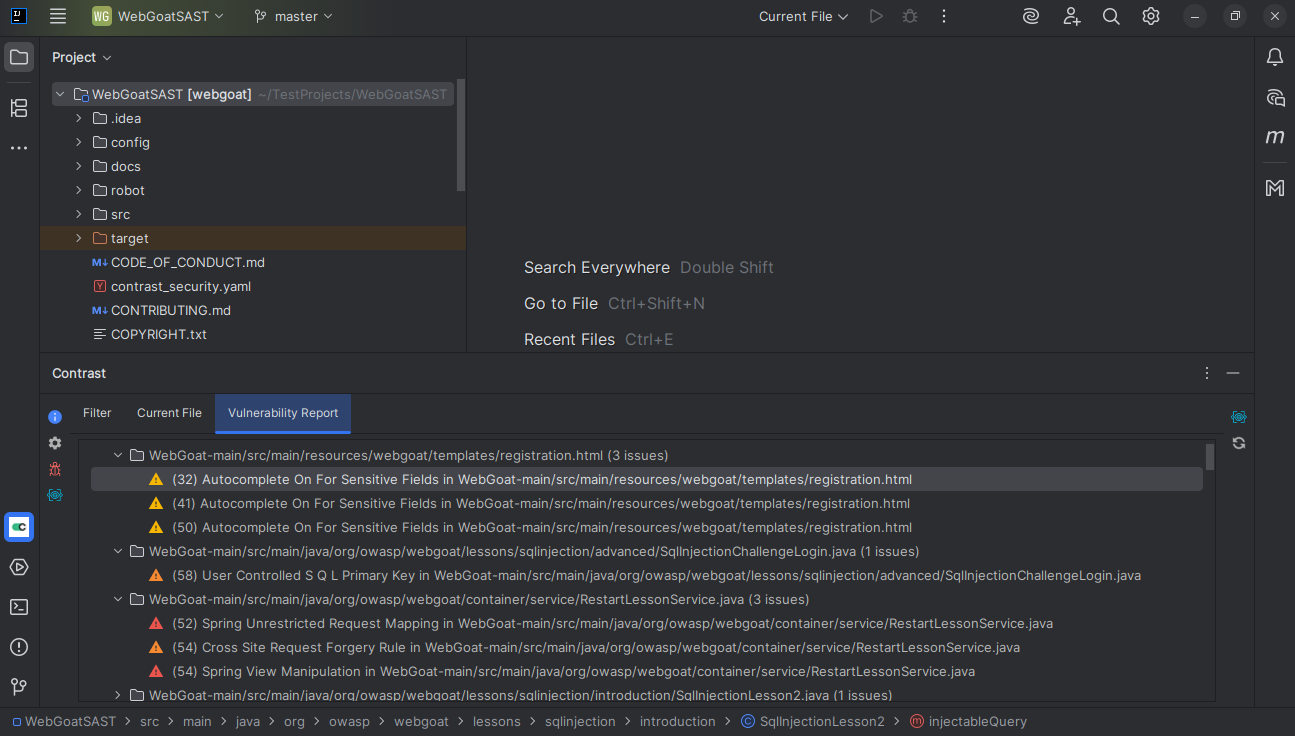 WG WebGoatSAST master Current File
Project
WebGoatSAST [webgoat] ~/TestProjects/WebGoatSAST
.idea
config
docs
robot
src
target
M↓ CODE_OF_CONDUCT.md
Y contrast_security.yaml
M↓ CONTRIBUTING.md
COPYRIGHT.txt
Search Everywhere Double Shift
Go to File Ctrl+Shift+N
Recent Files Ctrl+E
Contrast
Filter Current File Vulnerability Report
WebGoat-main/src/main/resources/webgoat/templates/registration.html (3 issues)
(32) Autocomplete On For Sensitive Fields in WebGoat-main/src/main/resources/webgoat/templates/registration.html
(41) Autocomplete On For Sensitive Fields in WebGoat-main/src/main/resources/webgoat/templates/registration.html
(50) Autocomplete On For Sensitive Fields in WebGoat-main/src/main/resources/webgoat/templates/registration.html
WebGoat-main/src/main/java/org/owasp/webgoat/lessons/sqlinjection/advanced/SqlInjectionChallengeLogin.java (1 issues)
(58) User Controlled S Q L Primary Key in WebGoat-main/src/main/java/org/owasp/webgoat/lessons/sqlinjection/advanced/SqlInjectionChallengeLogin.java
WebGoat-main/src/main/java/org/owasp/webgoat/container/service/RestartLessonService.java (3 issues)
(52) Spring Unrestricted Request Mapping in WebGoat-main/src/main/java/org/owasp/webgoat/container/service/RestartLessonService.java
(54) Cross Site Request Forgery Rule in WebGoat-main/src/main/java/org/owasp/webgoat/container/service/RestartLessonService.java
(54) Spring View Manipulation in WebGoat-main/src/main/java/org/owasp/webgoat/container/service/RestartLessonService.java
WebGoat-main/src/main/java/org/owasp/webgoat/lessons/sqlinjection/introduction/SqlInjectionLesson2.java (1 issues)
WebGoatSAST > src > main > java > org > owasp > webgoat > lessons > sqlinjection > introduction > C SqlInjectionLesson2 > m injectableQuery